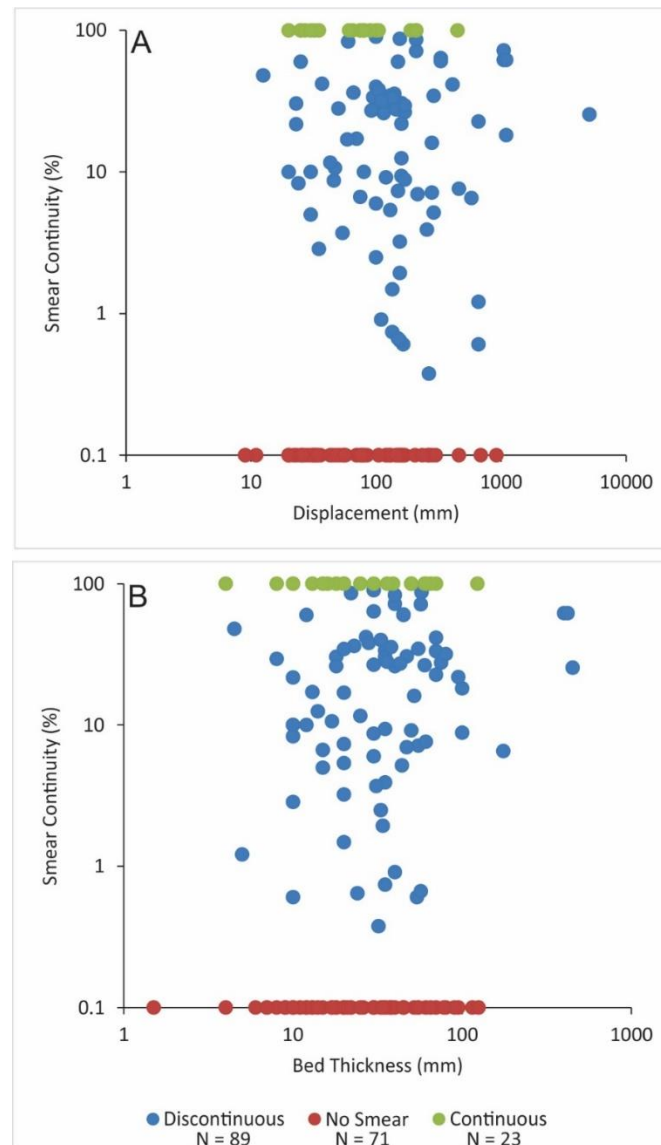 A
100
10
1
0.1
Smear Continuity (%)
1
10
100
1000
10000
Displacement (mm)
B
100
10
1
0.1
Smear Continuity (%)
1
10
100
1000
Bed Thickness (mm)
Discontinuous No Smear Continuous
N = 89 N = 71 N = 23